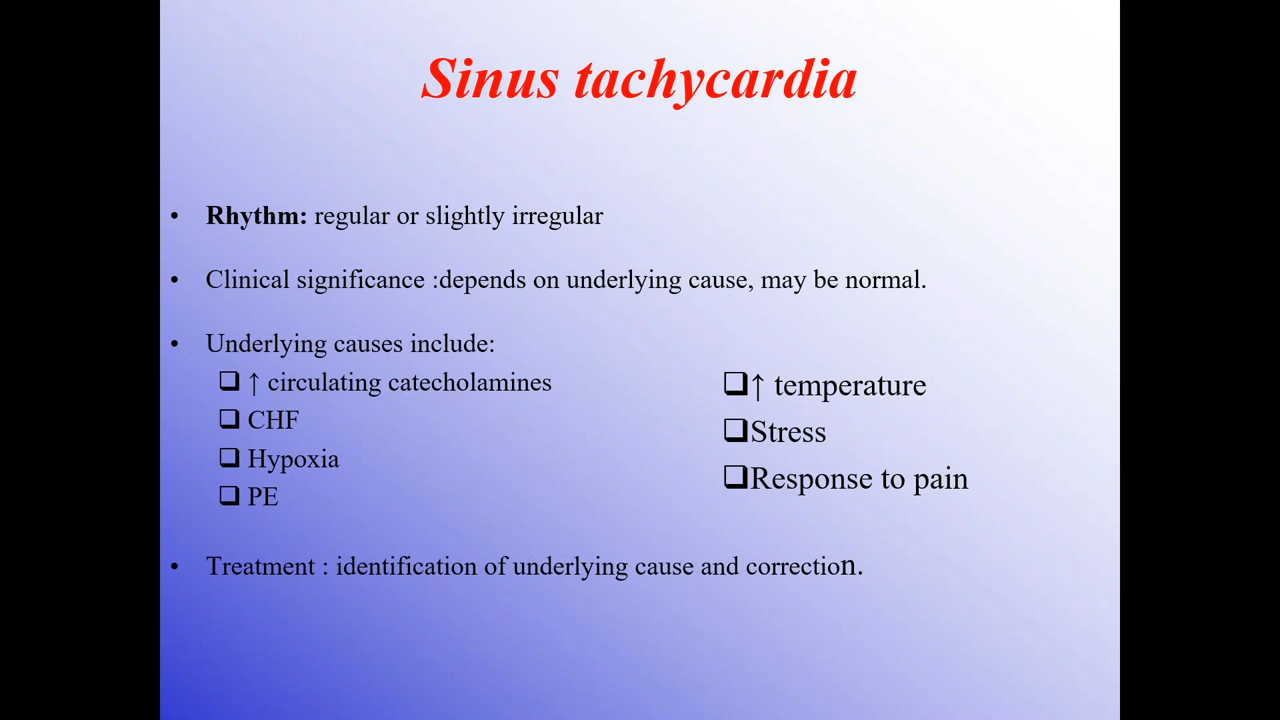 Sinus tachycardia
• Rhythm: regular or slightly irregular
• Clinical significance :depends on underlying cause, may be normal.
• Underlying causes include:
❑ ↑ circulating catecholamines
❑ CHF
❑ Hypoxia
❑ PE
❑↑ temperature
❑Stress
❑Response to pain
• Treatment : identification of underlying cause and correction.